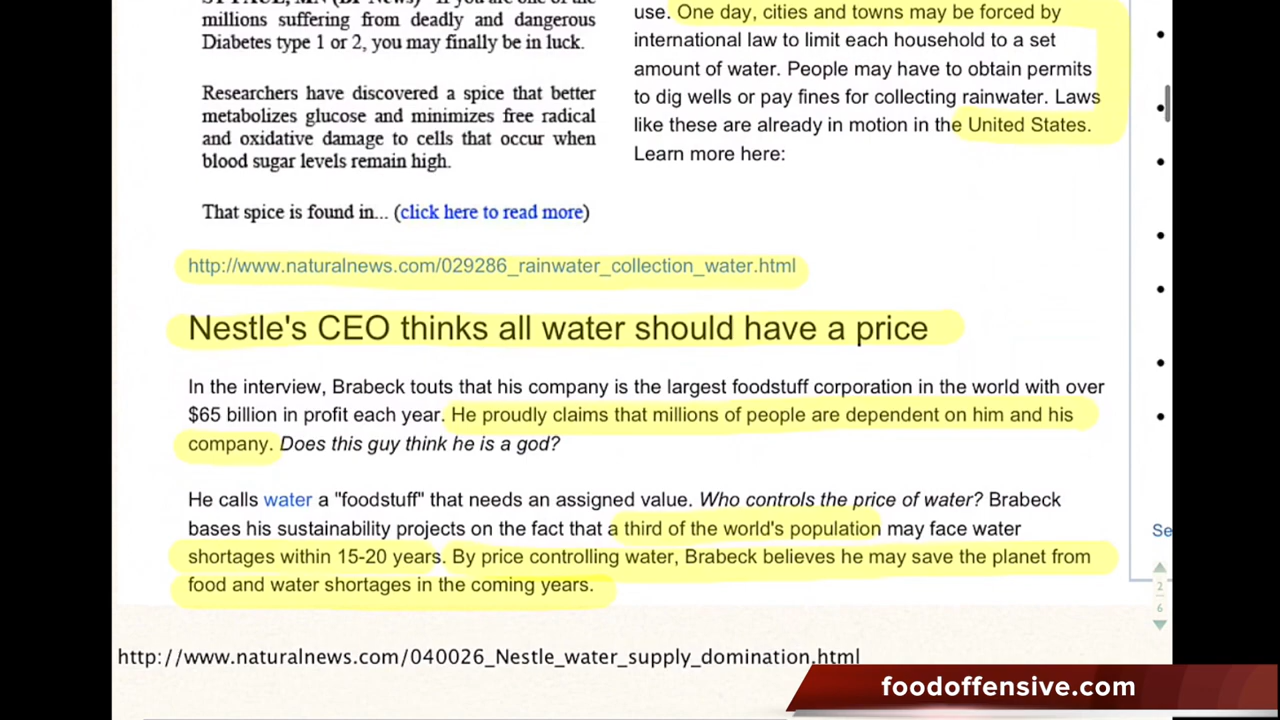 millions suffering from deadly and dangerous
Diabetes type 1 or 2, you may finally be in luck.
Researchers have discovered a spice that better
metabolizes glucose and minimizes free radical
and oxidative damage to cells that occur when
blood sugar levels remain high.
That spice is found in... (click here to read more)
use. One day, cities and towns may be forced by
international law to limit each household to a set
amount of water. People may have to obtain permits
to dig wells or pay fines for collecting rainwater. Laws
like these are already in motion in the United States.
Learn more here:
http://www.naturalnews.com/029286_rainwater_collection_water.html
Nestle's CEO thinks all water should have a price
In the interview, Brabeck touts that his company is the largest foodstuff corporation in the world with over
$65 billion in profit each year. He proudly claims that millions of people are dependent on him and his
company. Does this guy think he is a god?
He calls water a "foodstuff" that needs an assigned value. Who controls the price of water? Brabeck
bases his sustainability projects on the fact that a third of the world's population may face water
shortages within 15-20 years. By price controlling water, Brabeck believes he may save the planet from
food and water shortages in the coming years.
Se
2
6
http://www.naturalnews.com/040026_Nestle_water_supply_domination.html
foodoffensive.com